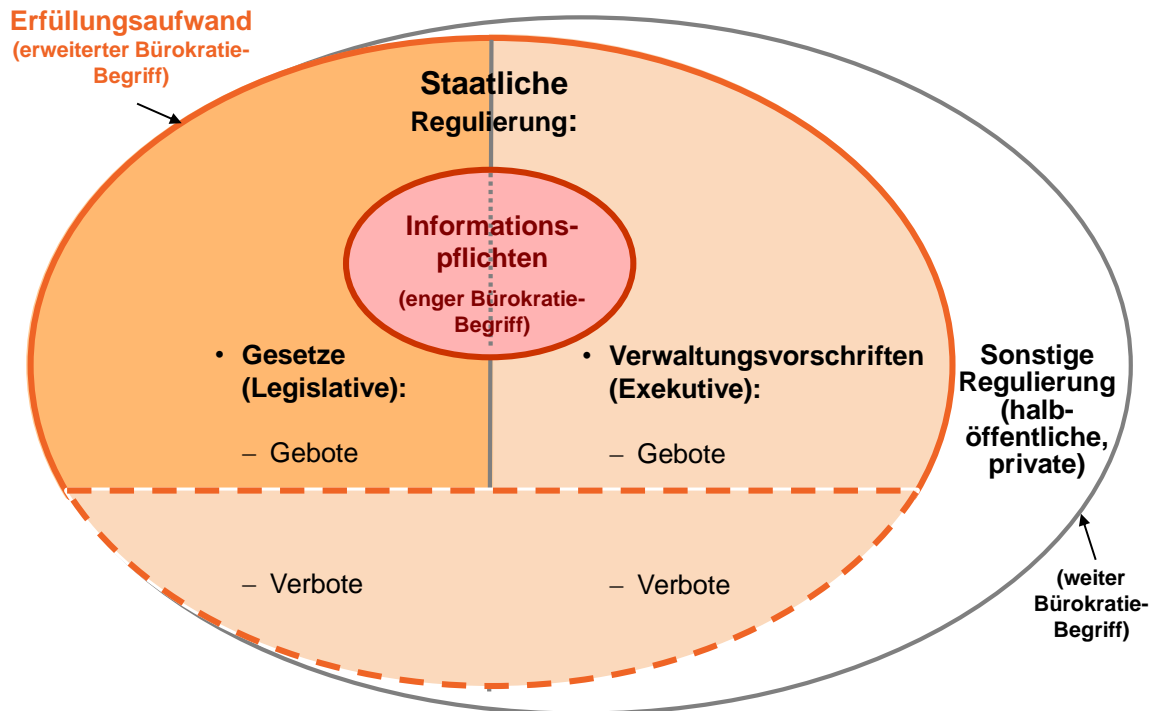 Erfüllungsaufwand
(erweiterter Bürokratie-
Begriff)
Staatliche
Regulierung:
Informations-
pflichten
(enger Bürokratie-
Begriff)
• Gesetze
(Legislative):
– Gebote
– Verbote
• Verwaltungsvorschriften
(Exekutive):
– Gebote
– Verbote
Sonstige
Regulierung
(halb-
öffentliche,
private)
(weiter
Bürokratie-
Begriff)